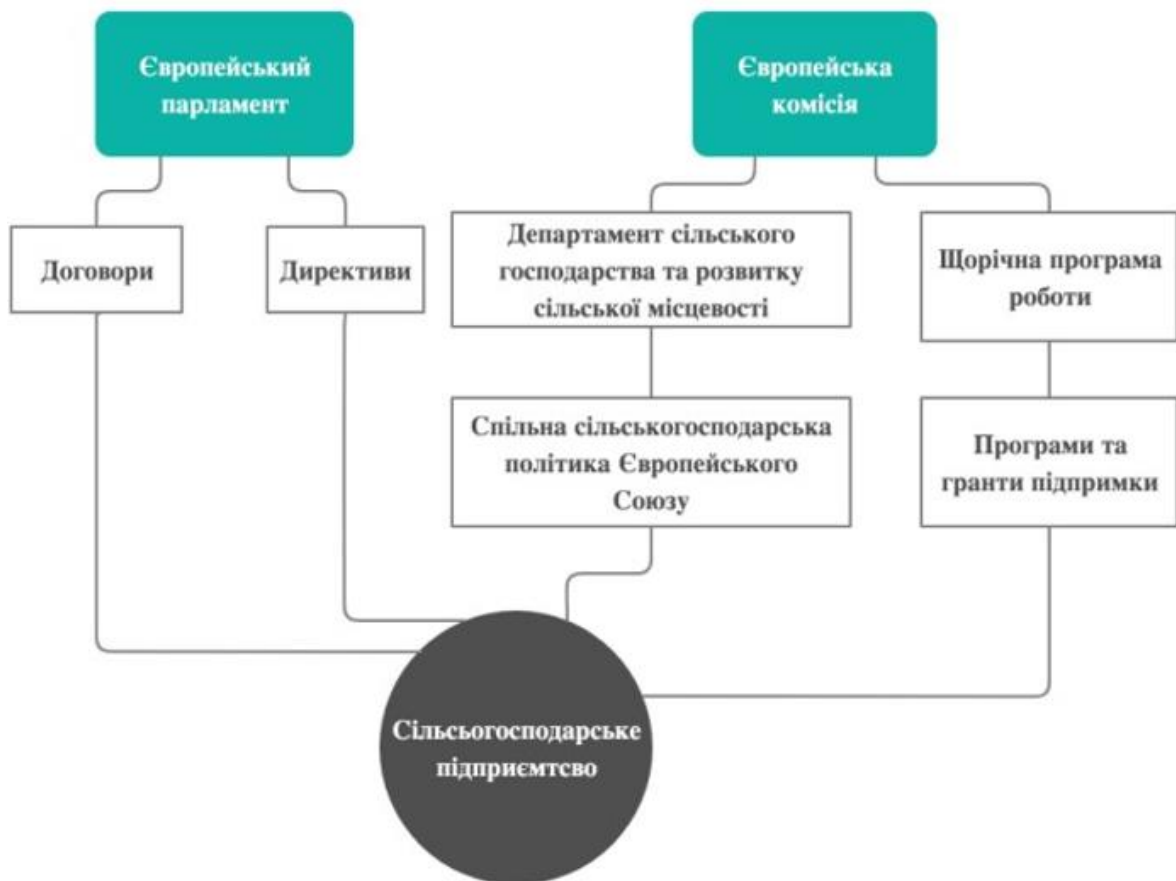 Європейський
парламент
Європейська
комісія
Договори
Директиви
Департамент сільського
господарства та розвитку
сільської місцевості
Щорічна програма
роботи
Спільна сільськогосподарська
політика Європейського
Союзу
Програми та
гранти підпримки
Сільсьогосподарське
підприємтсво